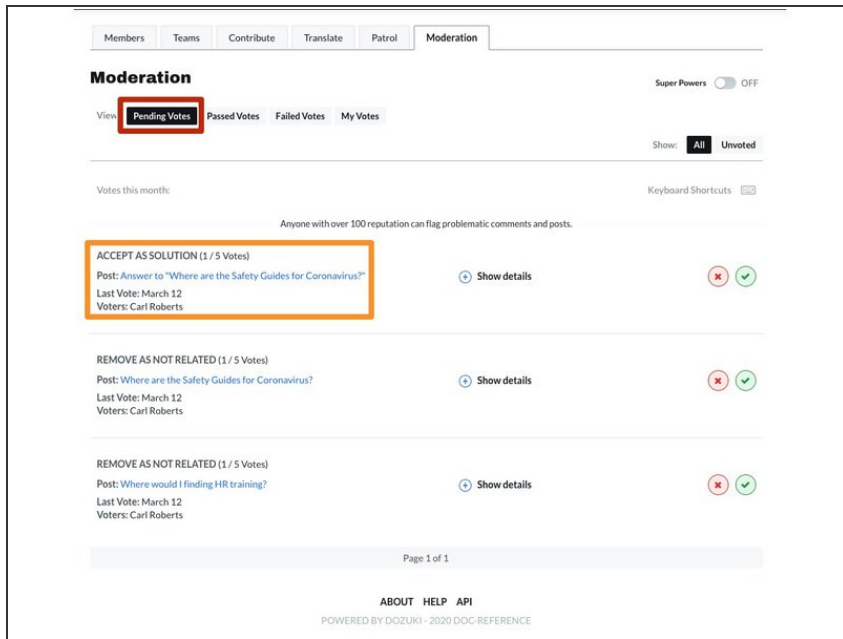 Members Teams Contribute Translate Patrol Moderation
Moderation
Super Powers OFF
View Pending Votes Passed Votes Failed Votes My Votes
Show: All Unvoted
Votes this month: Keyboard Shortcuts
Anyone with over 100 reputation can flag problematic comments and posts.
ACCEPT AS SOLUTION (1 / 5 Votes)
Post: Answer to "Where are the Safety Guides for Coronavirus?" Show details
Last Vote: March 12
Voters: Carl Roberts
REMOVE AS NOT RELATED (1 / 5 Votes)
Post: Where are the Safety Guides for Coronavirus? Show details
Last Vote: March 12
Voters: Carl Roberts
REMOVE AS NOT RELATED (1 / 5 Votes)
Post: Where would I finding HR training? Show details
Last Vote: March 12
Voters: Carl Roberts
Page 1 of 1
ABOUT HELP API
POWERED BY DOZUKI - 2020 DOC-REFERENCE